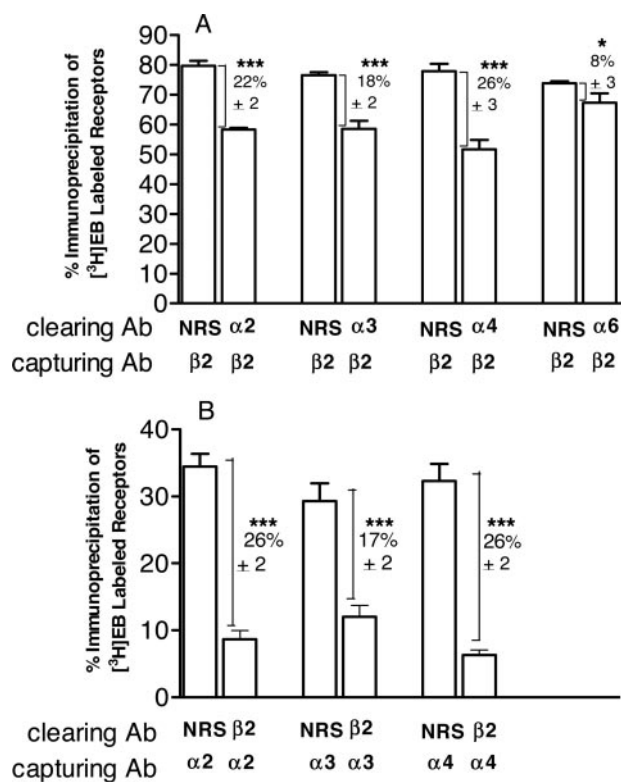 A
% Immunoprecipitation of
[³H]EB Labeled Receptors
90
80
70
60
50
40
30
20
10
0
*** *** *** *
22% 18% 26% 8%
± 2 ± 2 ± 3 ± 3
clearing Ab NRS α2 NRS α3 NRS α4 NRS α6
capturing Ab β2 β2 β2 β2 β2 β2 β2 β2
B
% Immunoprecipitation of
[³H]EB Labeled Receptors
40
30
20
10
0
*** *** ***
26% 17% 26%
± 2 ± 2 ± 2
clearing Ab NRS β2 NRS β2 NRS β2
capturing Ab α2 α2 α3 α3 α4 α4